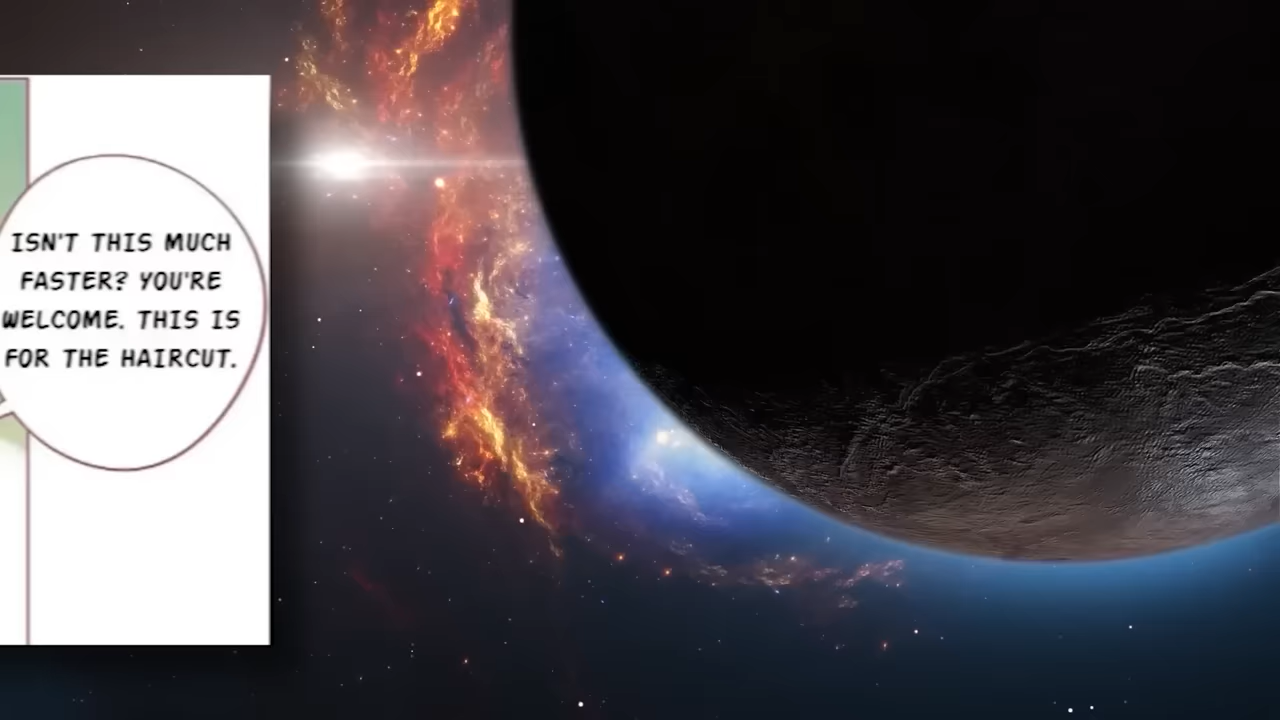 ISN'T THIS MUCH
FASTER? YOU'RE
WELCOME. THIS IS
FOR THE HAIRCUT.